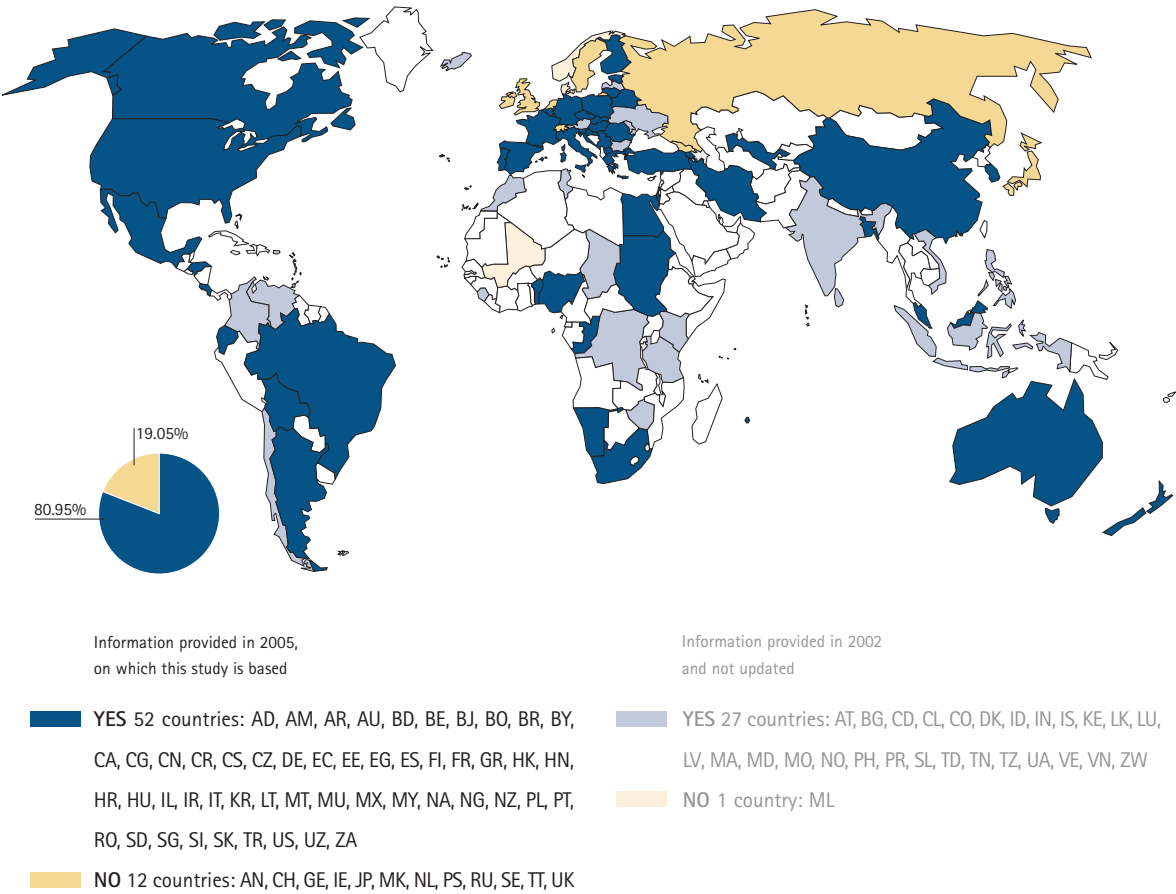 19.05%
80.95%
Information provided in 2005,
on which this study is based
YES 52 countries: AD, AM, AR, AU, BD, BE, BJ, BO, BR, BY,
CA, CG, CN, CR, CS, CZ, DE, EC, EE, EG, ES, FI, FR, GR, HK, HN,
HR, HU, IL, IR, IT, KR, LT, MT, MU, MX, MY, NA, NG, NZ, PL, PT,
RO, SD, SG, SI, SK, TR, US, UZ, ZA
NO 12 countries: AN, CH, GE, IE, JP, MK, NL, PS, RU, SE, TT, UK
Information provided in 2002
and not updated
YES 27 countries: AT, BG, CD, CL, CO, DK, ID, IN, IS, KE, LK, LU,
LV, MA, MD, MO, NO, PH, PR, SL, TD, TN, TZ, UA, VE, VN, ZW
NO 1 country: ML